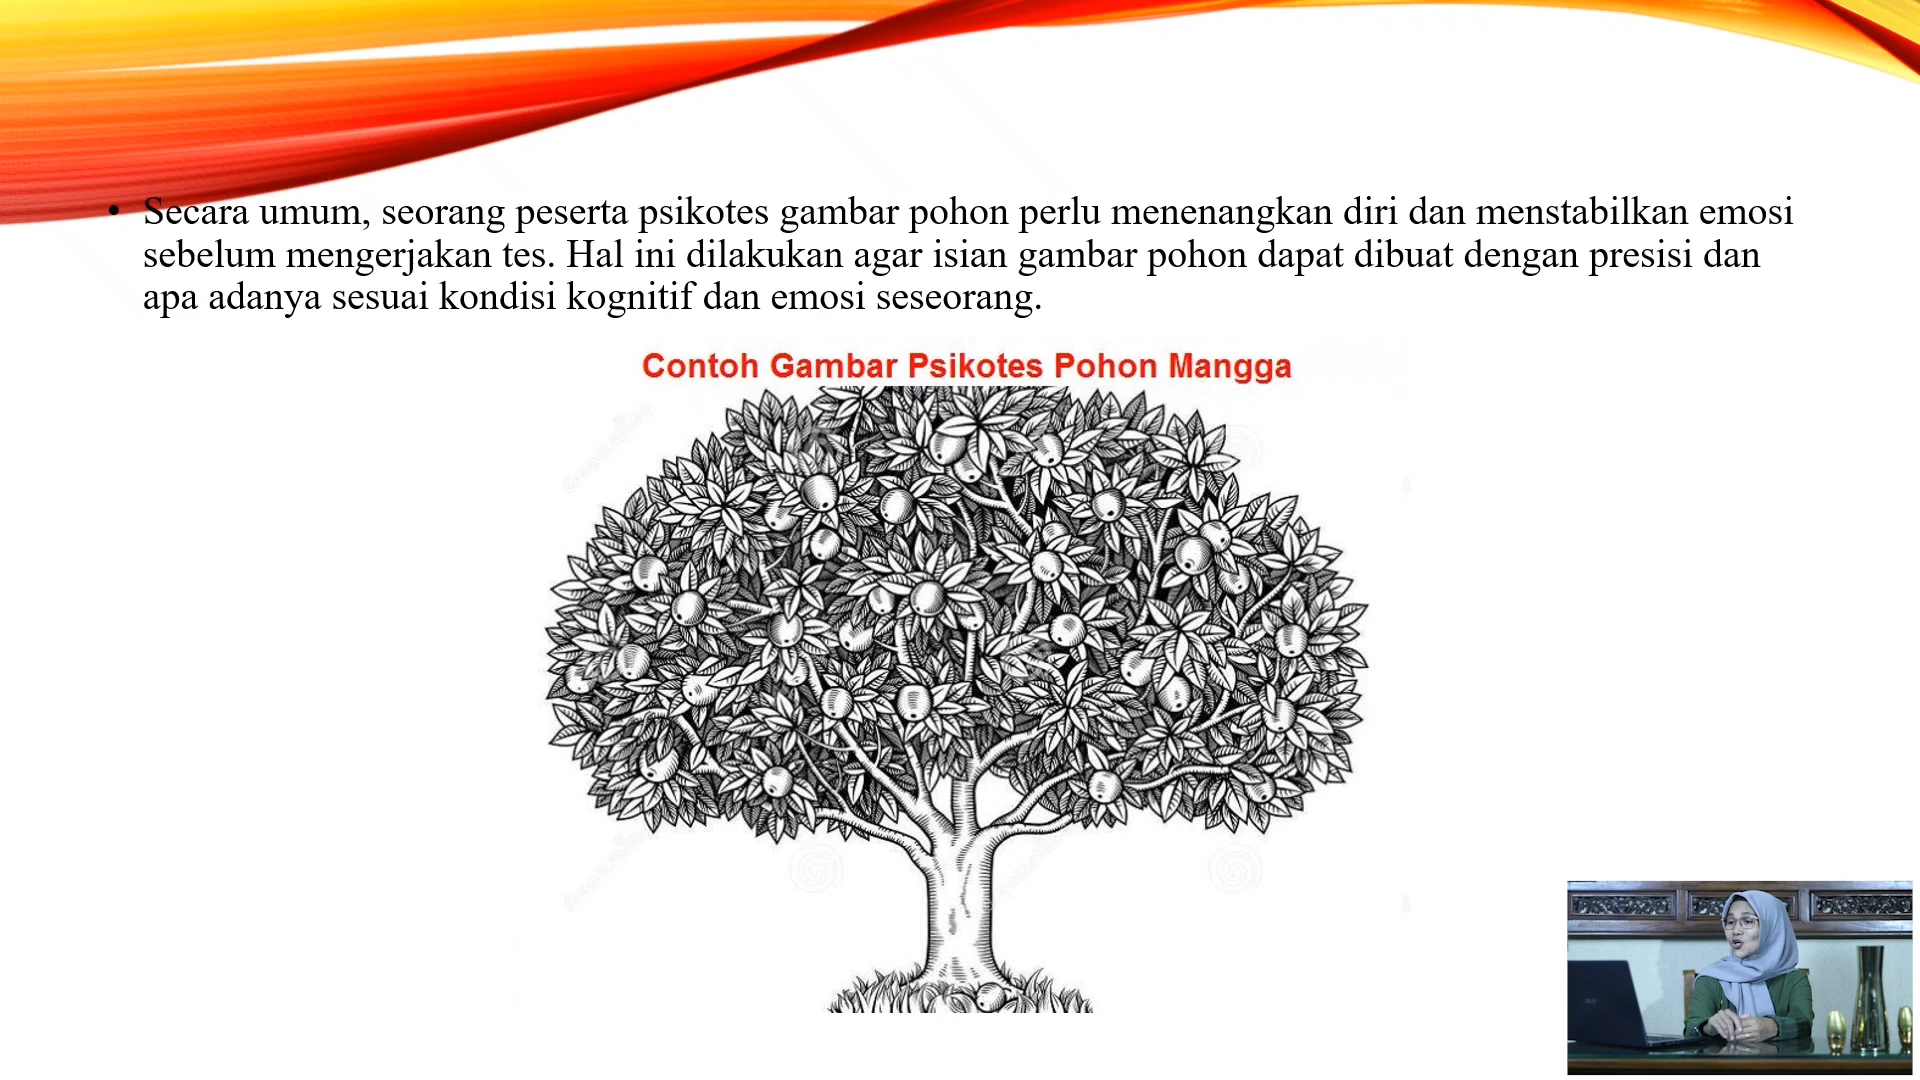 • Secara umum, seorang peserta psikotes gambar pohon perlu menenangkan diri dan menstabilkan emosi
sebelum mengerjakan tes. Hal ini dilakukan agar isian gambar pohon dapat dibuat dengan presisi dan
apa adanya sesuai kondisi kognitif dan emosi seseorang.
Contoh Gambar Psikotes Pohon Mangga